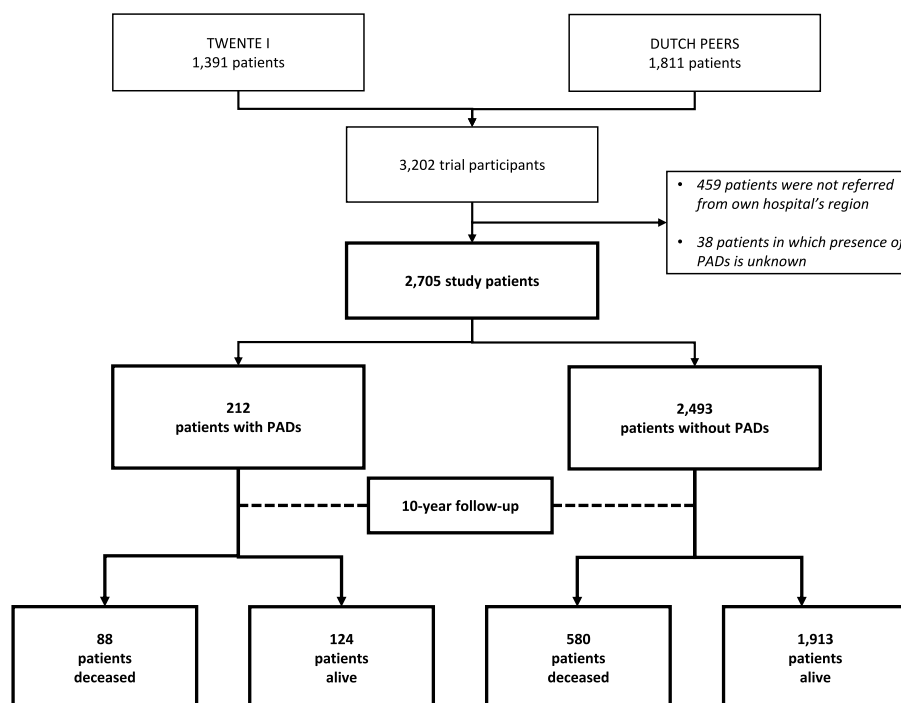 TWENTE I
1,391 patients
DUTCH PEERS
1,811 patients
3,202 trial participants
• 459 patients were not referred
from own hospital's region
• 38 patients in which presence of
PADs is unknown
2,705 study patients
212
patients with PADs
2,493
patients without PADs
10-year follow-up
88
patients
deceased
124
patients
alive
580
patients
deceased
1,913
patients
alive